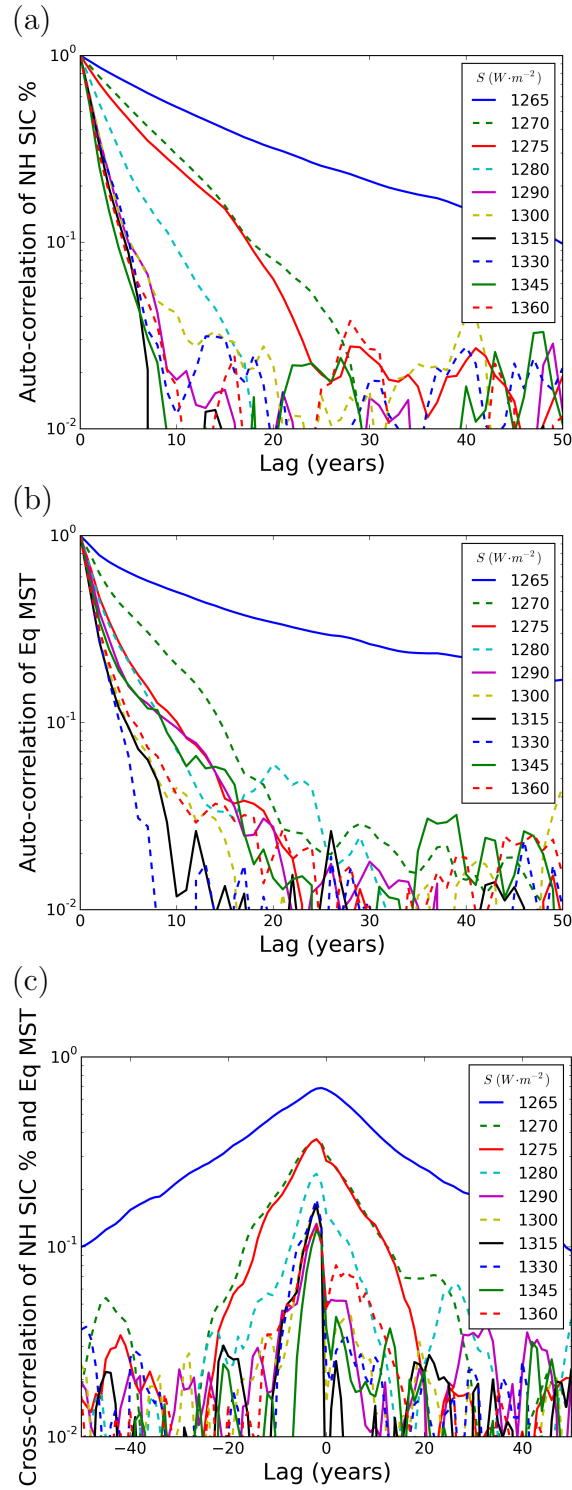 (a)
Auto-correlation of NH SIC %
10^0
10^-1
10^-2
0 10 20 30 40 50
Lag (years)
S (W·m^-2)
1265
1270
1275
1280
1290
1300
1315
1330
1345
1360
(b)
Auto-correlation of Eq MST
10^0
10^-1
10^-2
0 10 20 30 40 50
Lag (years)
S (W·m^-2)
1265
1270
1275
1280
1290
1300
1315
1330
1345
1360
(c)
Cross-correlation of NH SIC % and Eq MST
10^0
10^-1
10^-2
−40 −20 0 20 40
Lag (years)
S (W·m^-2)
1265
1270
1275
1280
1290
1300
1315
1330
1345
1360